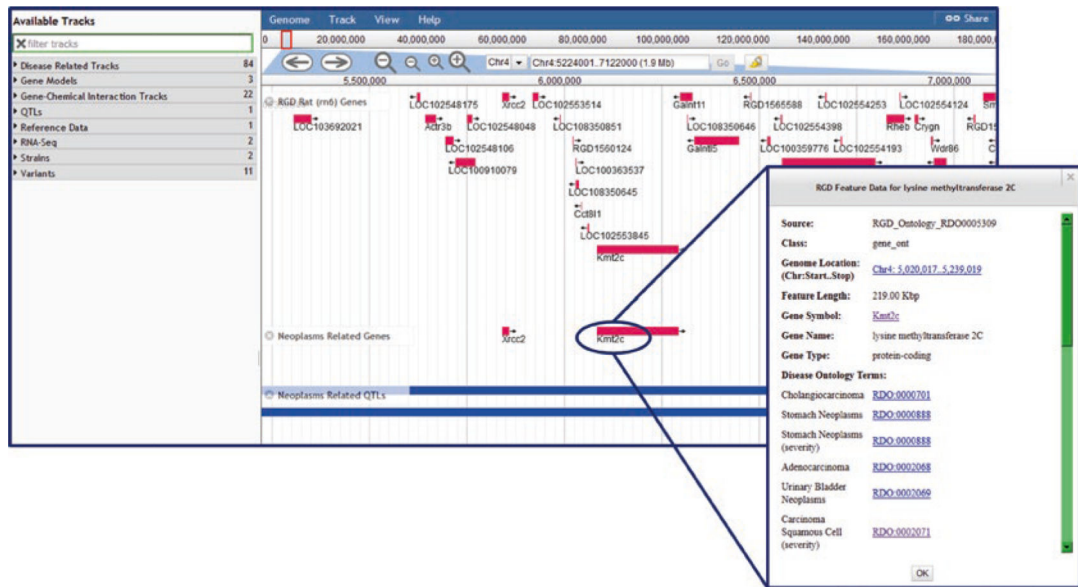 Available Tracks
filter tracks
Disease Related Tracks 84
Gene Models 3
Gene-Chemical Interaction Tracks 22
QTLs 1
Reference Data 1
RNA-Seq 2
Strains 2
Variants 11
Genome Track View Help Share
0 20,000,000 40,000,000 60,000,000 80,000,000 100,000,000 120,000,000 140,000,000 160,000,000 180,000,
Chr4 Chr4:5224001..7122000 (1.9 Mb) Go
5,500,000 6,000,000 6,500,000 7,000,000
RGD Rat (rn6) Genes
LOC102548175 Xrcc2 LOC102553514 Galnt11 RGD1565588 LOC102554253 LOC102554124 Sm
LOC103692021 Actr3b LOC102548048 LOC108350851 LOC108350646 LOC102554398 Rheb Crygn RGD15
LOC102548106 RGD1560124 Galntl5 LOC100359776 LOC102554193 Wdr86 C
LOC100910079 LOC100363537
LOC108350645
Cct8l1
LOC102553845
Kmt2c
Neoplasms Related Genes
Xrcc2 Kmt2c
Neoplasms Related QTLs
RGD Feature Data for lysine methyltransferase 2C
Source: RGD_Ontology_RDO0005309
Class: gene_ont
Genome Location:
(Chr:Start..Stop) Chr4: 5,020,017..5,239,019
Feature Length: 219.00 Kbp
Gene Symbol: Kmt2c
Gene Name: lysine methyltransferase 2C
Gene Type: protein-coding
Disease Ontology Terms:
Cholangiocarcinoma RDO:0000701
Stomach Neoplasms RDO:0000888
Stomach Neoplasms
(severity) RDO:0000888
Adenocarcinoma RDO:0002068
Urinary Bladder
Neoplasms RDO:0002069
Carcinoma
Squamous Cell
(severity) RDO:0002071
OK